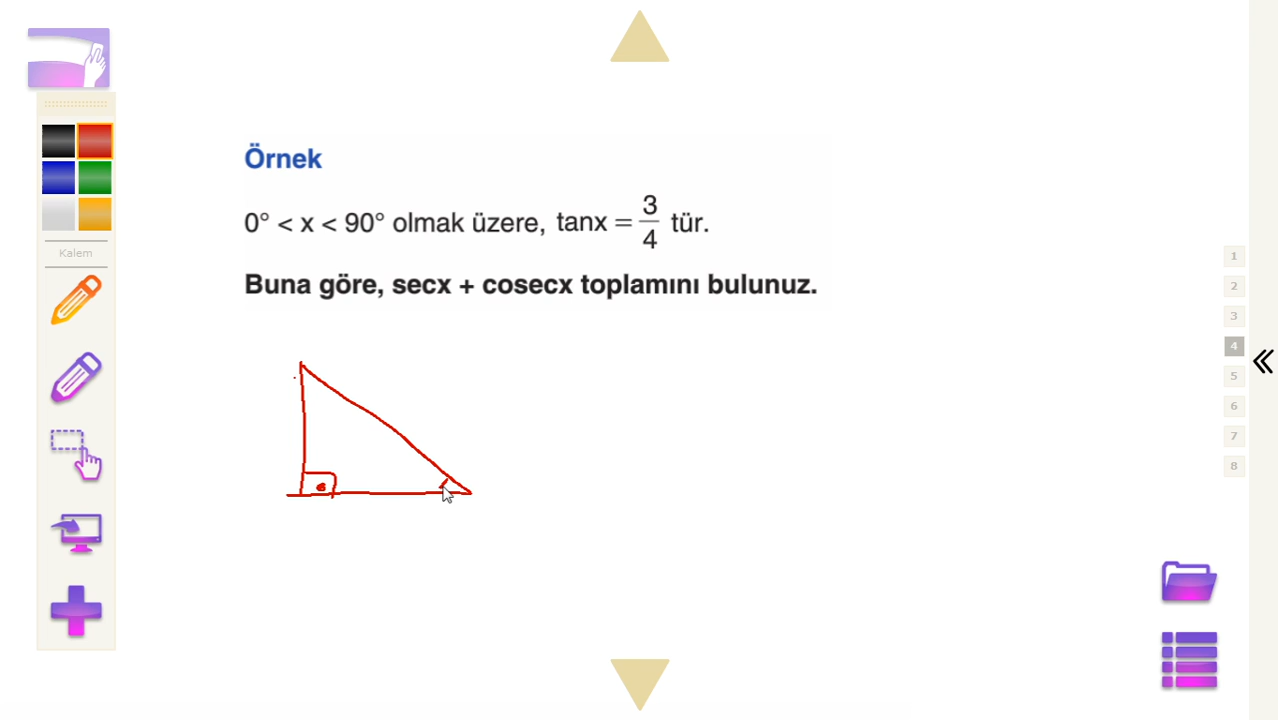 Örnek
0° < x < 90° olmak üzere, tanx = 3/4 tür.
Buna göre, secx + cosecx toplamını bulunuz.
Kalem
1
2
3
4
5
6
7
8